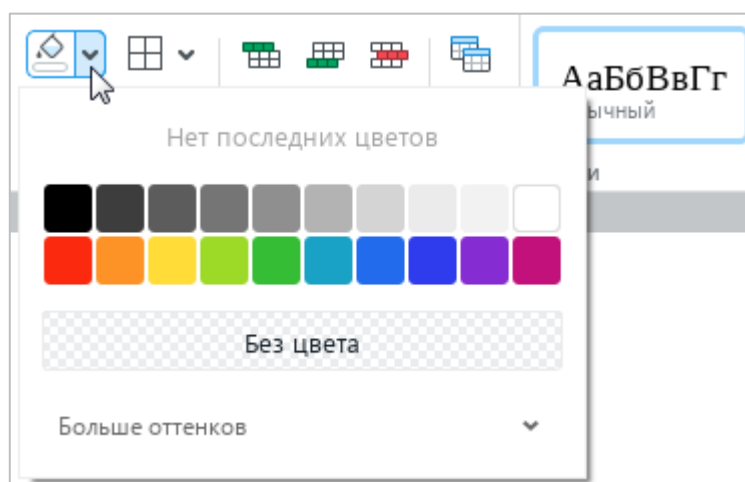 АаБбВвГг
ычный
и
Нет последних цветов
Без цвета
Больше оттенков